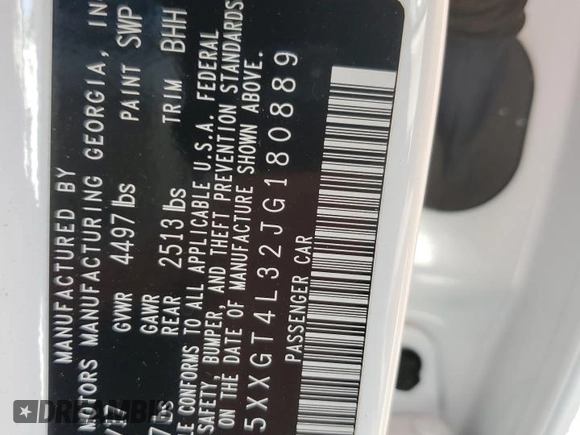 MANUFACTURED BY
MOTORS MANUFACTURING GEORGIA, IN
GVWR 4497 lbs PAINT SWP
GAWR
REAR 2513 lbs TRIM BHH
LE CONFORMS TO ALL APPLICABLE U.S.A. FEDERAL
SAFETY, BUMPER, AND THEFT PREVENTION STANDARDS
ON THE DATE OF MANUFACTURE SHOWN ABOVE.
5XXGT4L32JG180889
PASSENGER CAR
DREAMBID